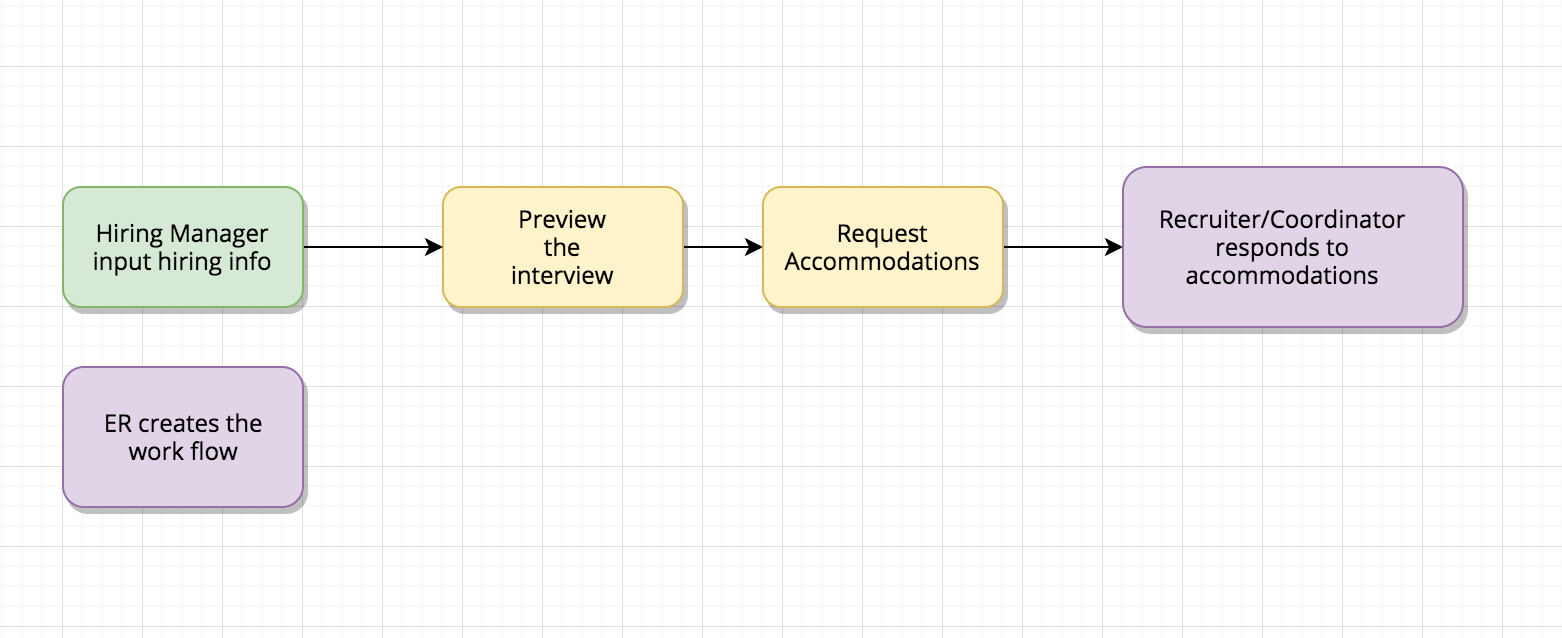 Hiring Manager
input hiring info
Preview
the
interview
Request
Accommodations
Recruiter/Coordinator
responds to
accommodations
ER creates the
work flow